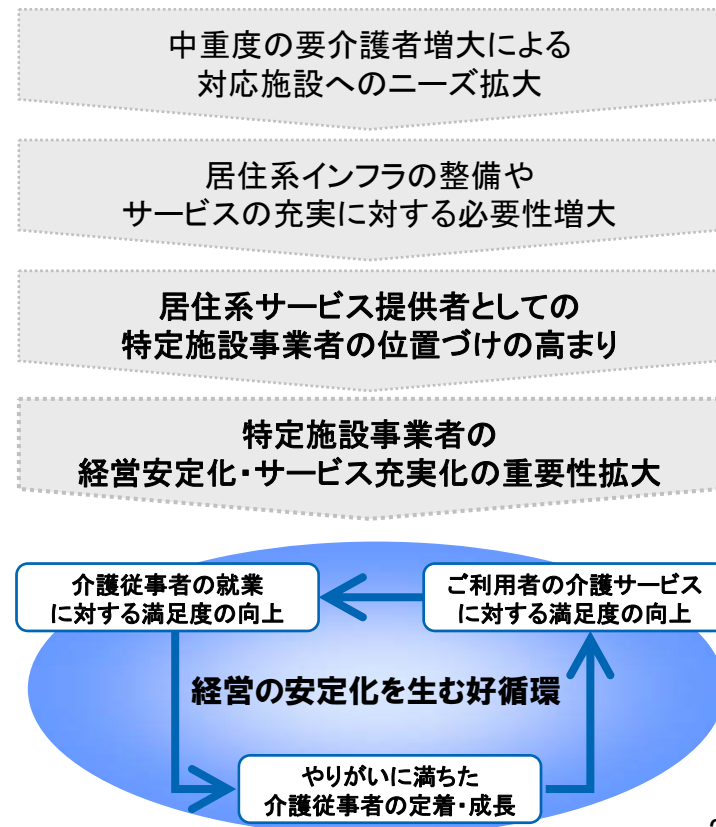 中重度の要介護者増大による
対応施設へのニーズ拡大
居住系インフラの整備や
サービスの充実に対する必要性増大
居住系サービス提供者としての
特定施設事業者の位置づけの高まり
特定施設事業者の
経営安定化・サービス充実化の重要性拡大
介護従事者の就業
に対する満足度の向上
ご利用者の介護サービス
に対する満足度の向上
経営の安定化を生む好循環
やりがいに満ちた
介護従事者の定着・成長